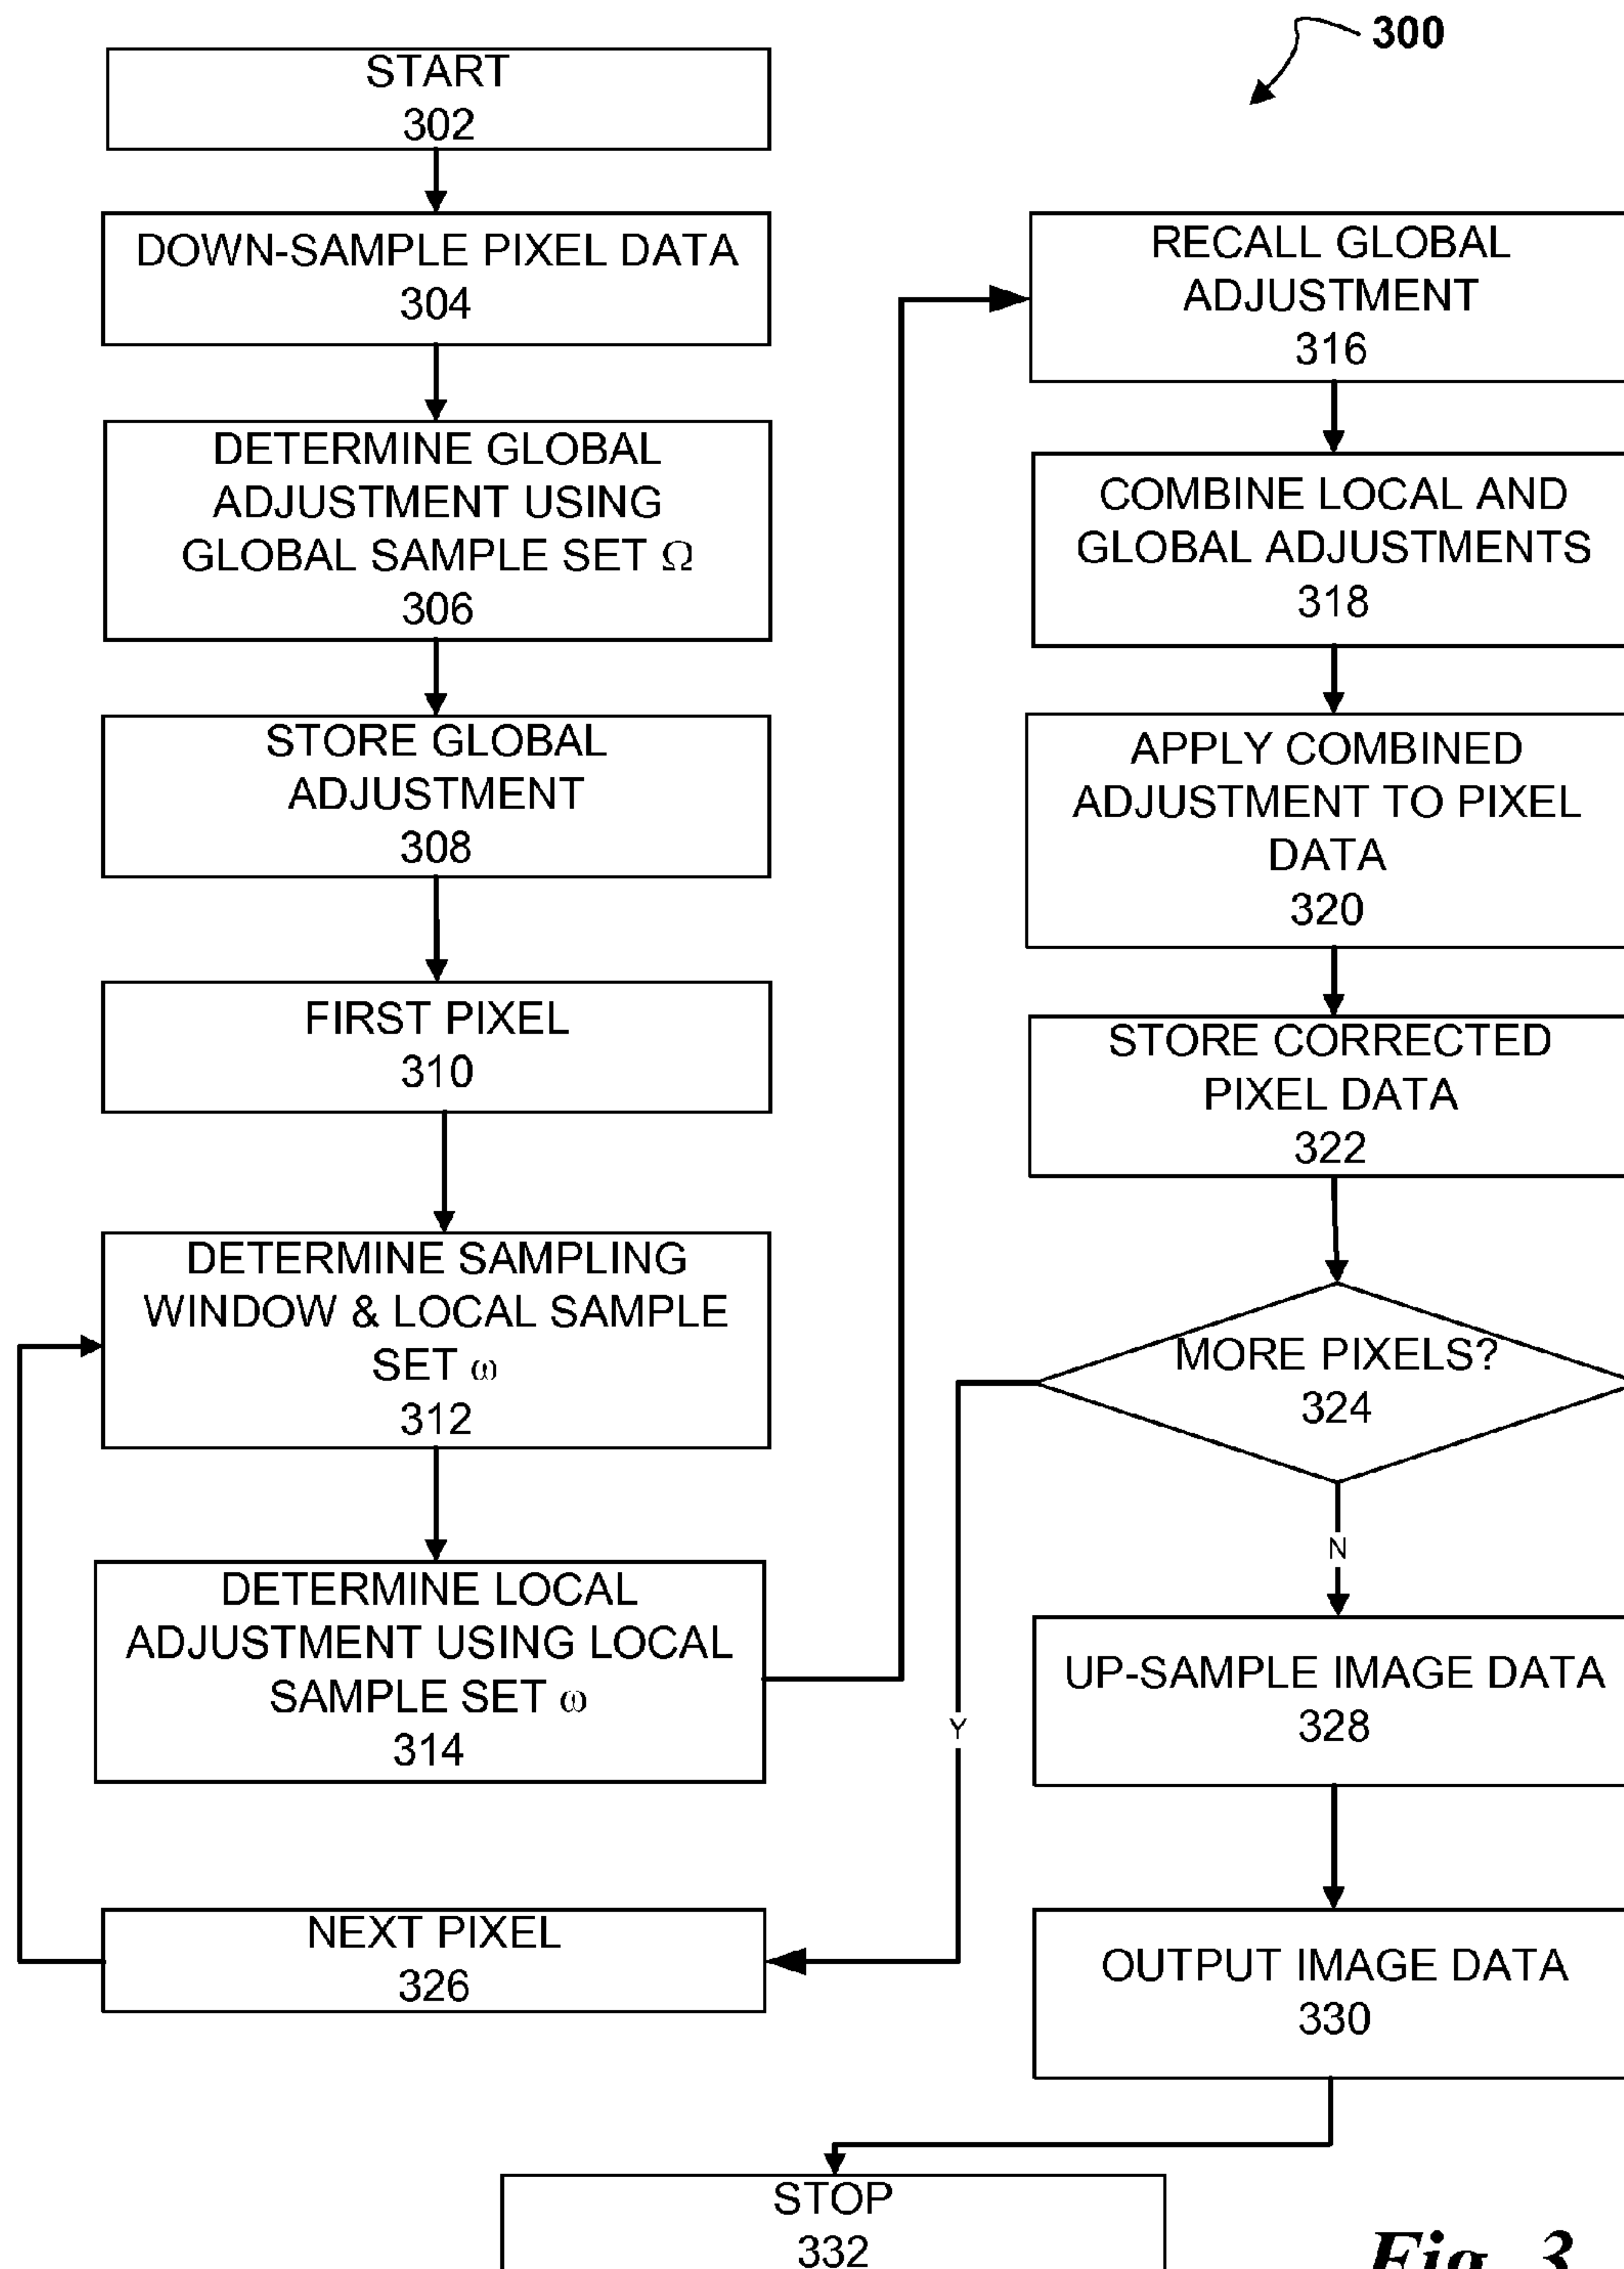 300
START
302
DOWN-SAMPLE PIXEL DATA
304
DETERMINE GLOBAL
ADJUSTMENT USING
GLOBAL SAMPLE SET Ω
306
STORE GLOBAL
ADJUSTMENT
308
FIRST PIXEL
310
DETERMINE SAMPLING
WINDOW & LOCAL SAMPLE
SET ω
312
DETERMINE LOCAL
ADJUSTMENT USING LOCAL
SAMPLE SET ω
314
NEXT PIXEL
326
RECALL GLOBAL
ADJUSTMENT
316
COMBINE LOCAL AND
GLOBAL ADJUSTMENTS
318
APPLY COMBINED
ADJUSTMENT TO PIXEL
DATA
320
STORE CORRECTED
PIXEL DATA
322
MORE PIXELS?
324
Y
N
UP-SAMPLE IMAGE DATA
328
OUTPUT IMAGE DATA
330
STOP
332
Fig. 3